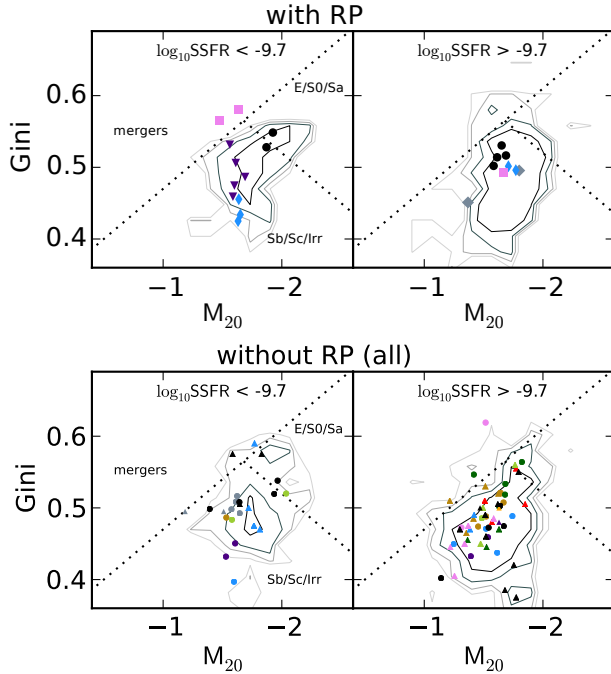 with RP
log₁₀SSFR < -9.7
log₁₀SSFR > -9.7
E/S0/Sa
mergers
Sb/Sc/Irr
Gini
0.6
0.5
0.4
−1
−2
−1
−2
M₂₀
M₂₀
without RP (all)
log₁₀SSFR < -9.7
log₁₀SSFR > -9.7
E/S0/Sa
mergers
Sb/Sc/Irr
Gini
0.6
0.5
0.4
−1
−2
−1
−2
M₂₀
M₂₀